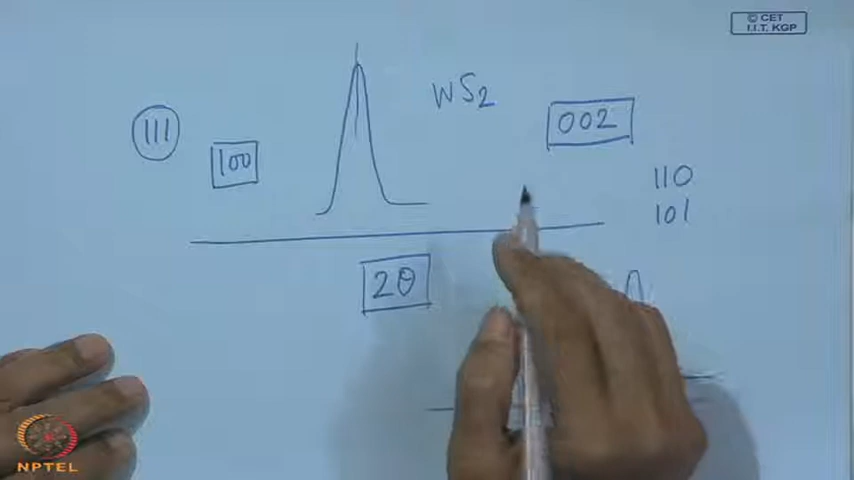 © CET
I.I.T. KGP
111
100
WS2
002
110
101
2θ
NPTEL